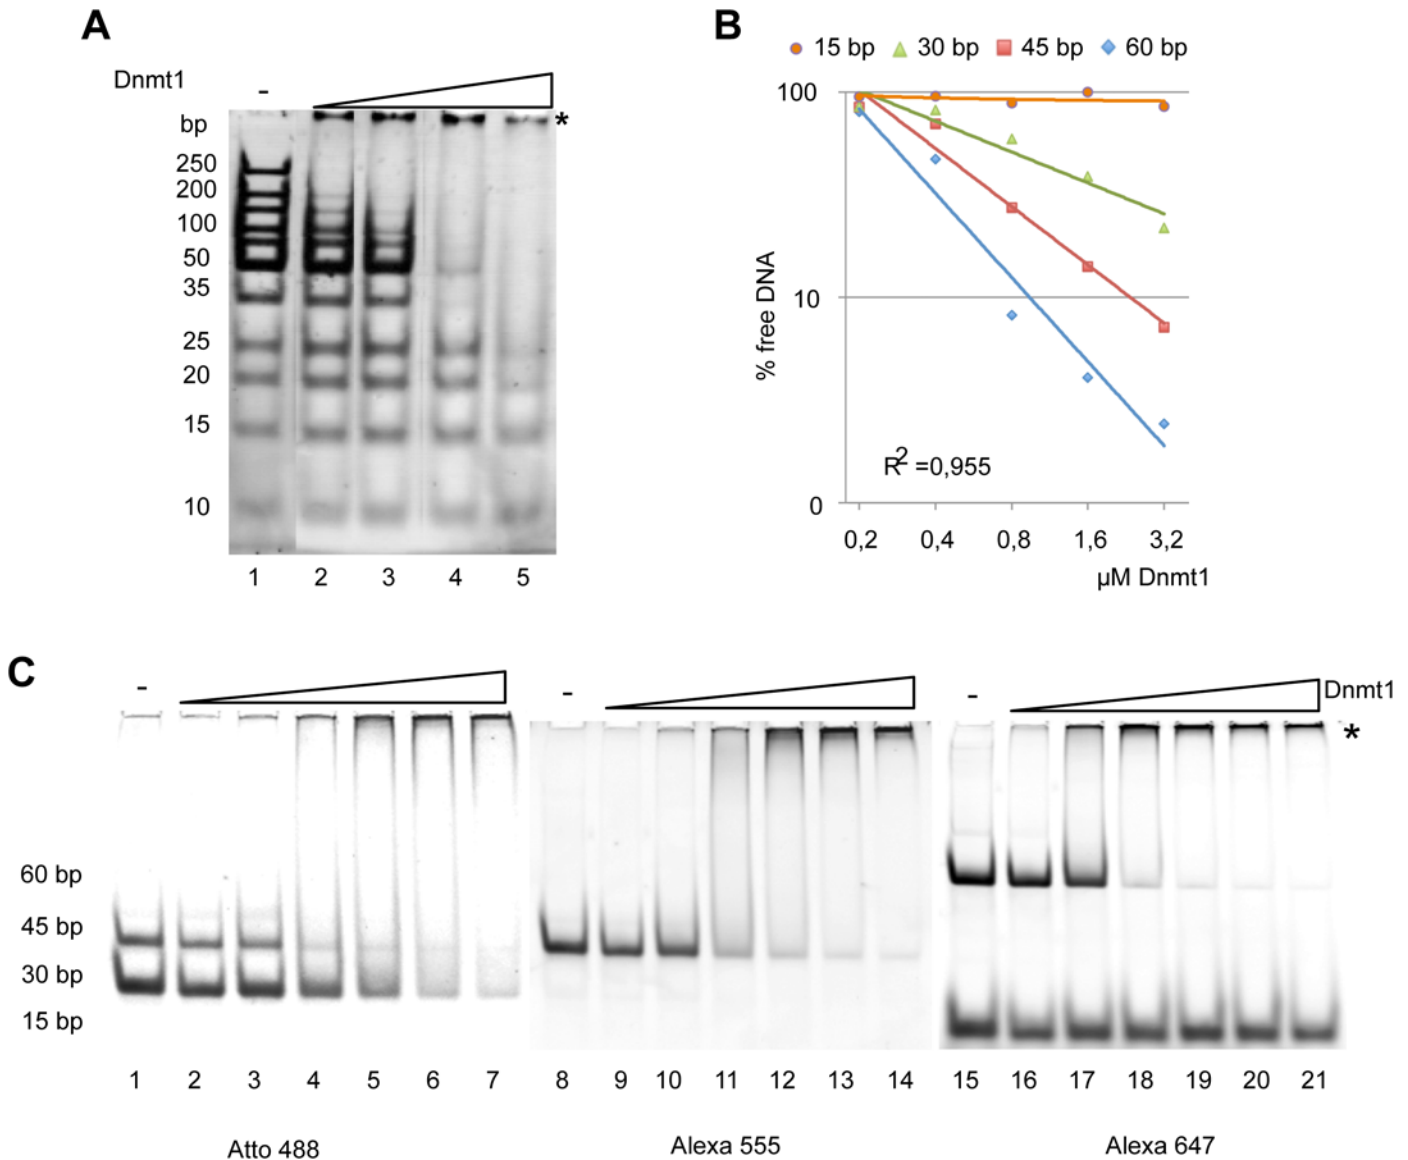 A
Dnmt1
-
*
bp
250
200
100
50
35
25
20
15
10
1 2 3 4 5
B
15 bp 30 bp 45 bp 60 bp
100
10
0
% free DNA
R2 =0,955
0,2 0,4 0,8 1,6 3,2
µM Dnmt1
C
- - - Dnmt1
*
60 bp
45 bp
30 bp
15 bp
1 2 3 4 5 6 7 8 9 10 11 12 13 14 15 16 17 18 19 20 21
Atto 488 Alexa 555 Alexa 647